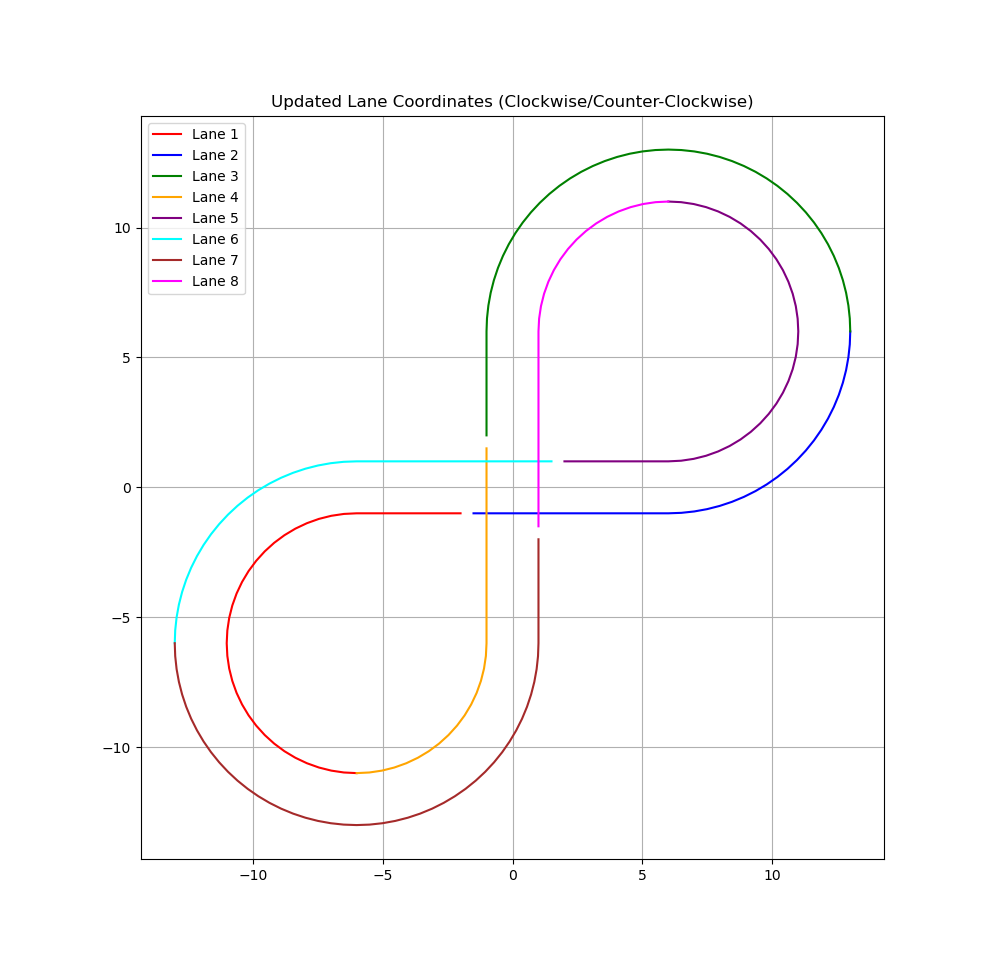 Updated Lane Coordinates (Clockwise/Counter-Clockwise)
Lane 1
Lane 2
Lane 3
Lane 4
Lane 5
Lane 6
Lane 7
Lane 8
10
5
0
−5
−10
−10
−5
0
5
10